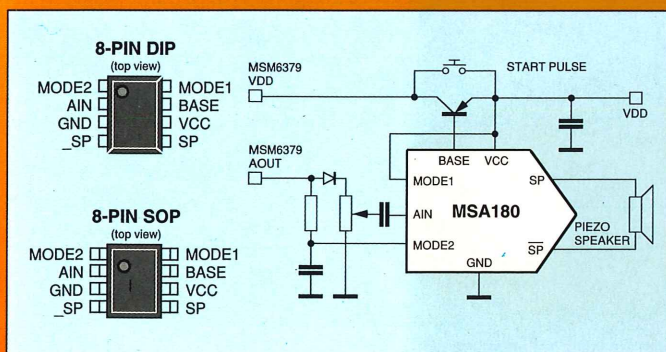 8-PIN DIP
(top view)
MODE2 MODE1
AIN BASE
GND VCC
_SP SP
8-PIN SOP
(top view)
MODE2 MODE1
AIN BASE
GND VCC
_SP SP
MSM6379
VDD
START PULSE
VDD
MSM6379
AOUT
BASE VCC
MODE1 SP
AIN MSA180
MODE2 SP
GND
PIEZO
SPEAKER